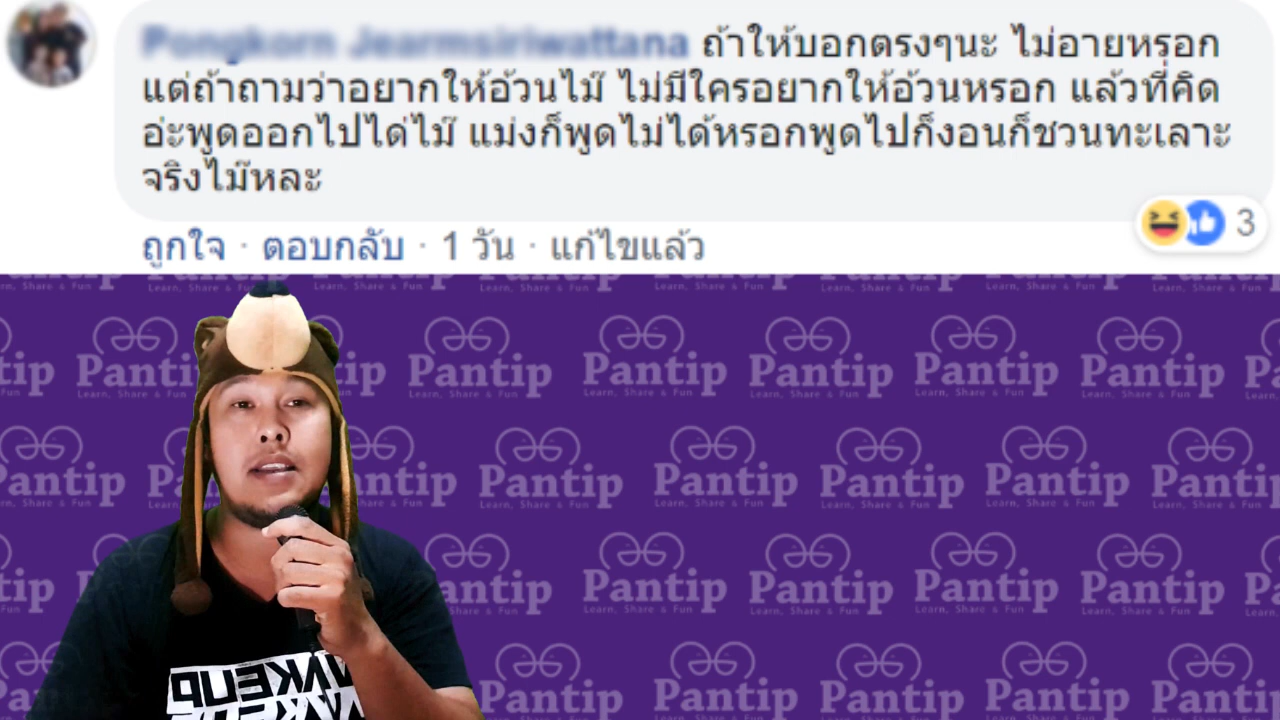 Pongkorn Jearmsiriwattana ถ้าให้บอกตรงๆนะ ไม่อายหรอก
แต่ถ้าถามว่าอยากให้อ้วนไม๊ ไม่มีใครอยากให้อ้วนหรอก แล้วที่คิด
อ่ะพูดออกไปได่ไม๊ แม่งก็พูดไม่ได้หรอกพูดไปก็งอนก็ชวนทะเลาะ
จริงไม๊หละ
3
ถูกใจ · ตอบกลับ · 1 วัน · แก้ไขแล้ว
Pantip
Learn, Share & Fun
MAKEUP